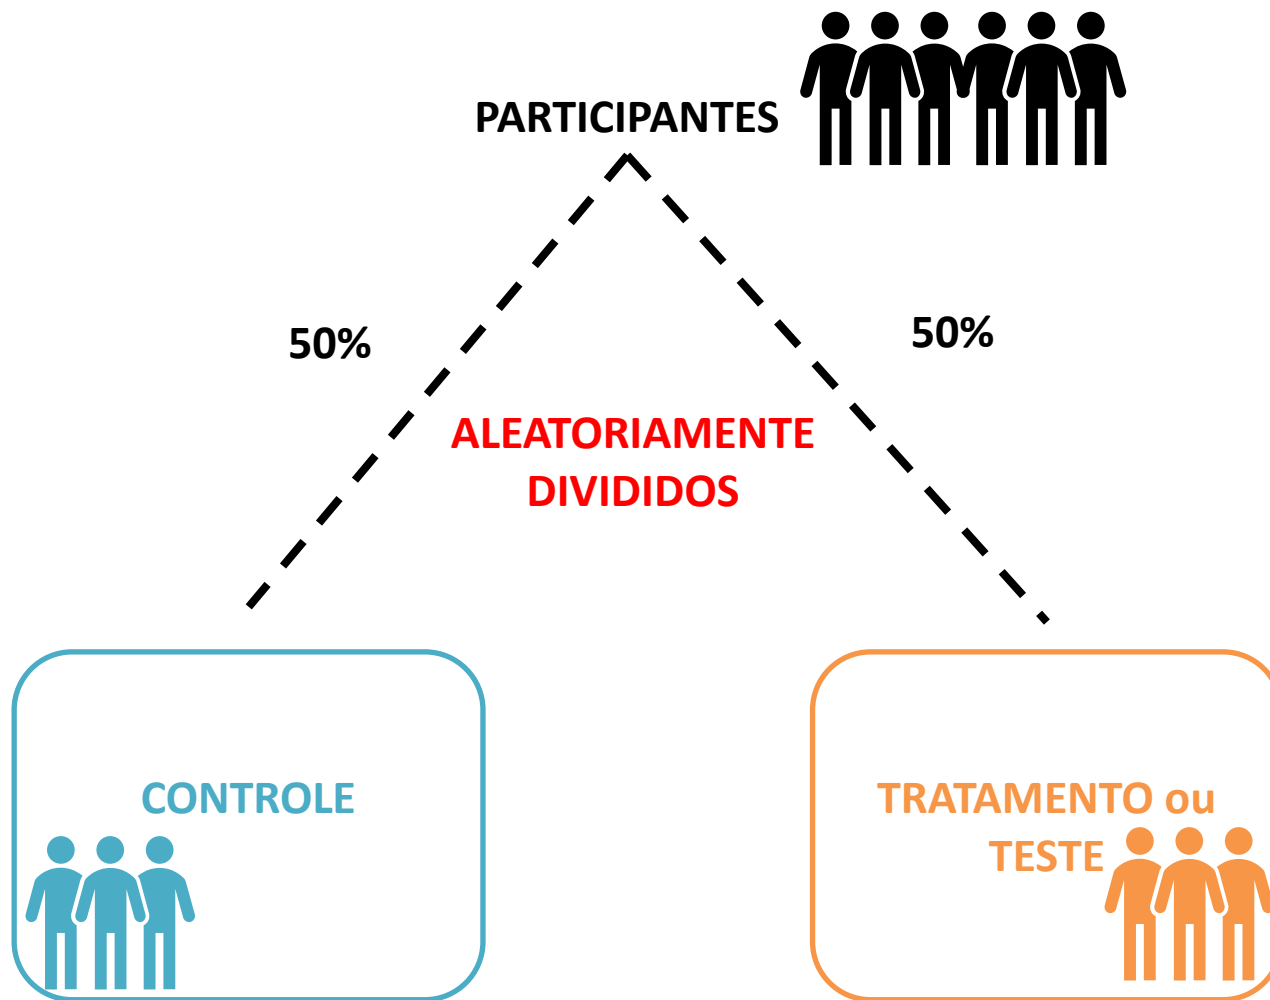 PARTICIPANTES
50%
50%
ALEATORIAMENTE
DIVIDIDOS
CONTROLE
TRATAMENTO ou
TESTE